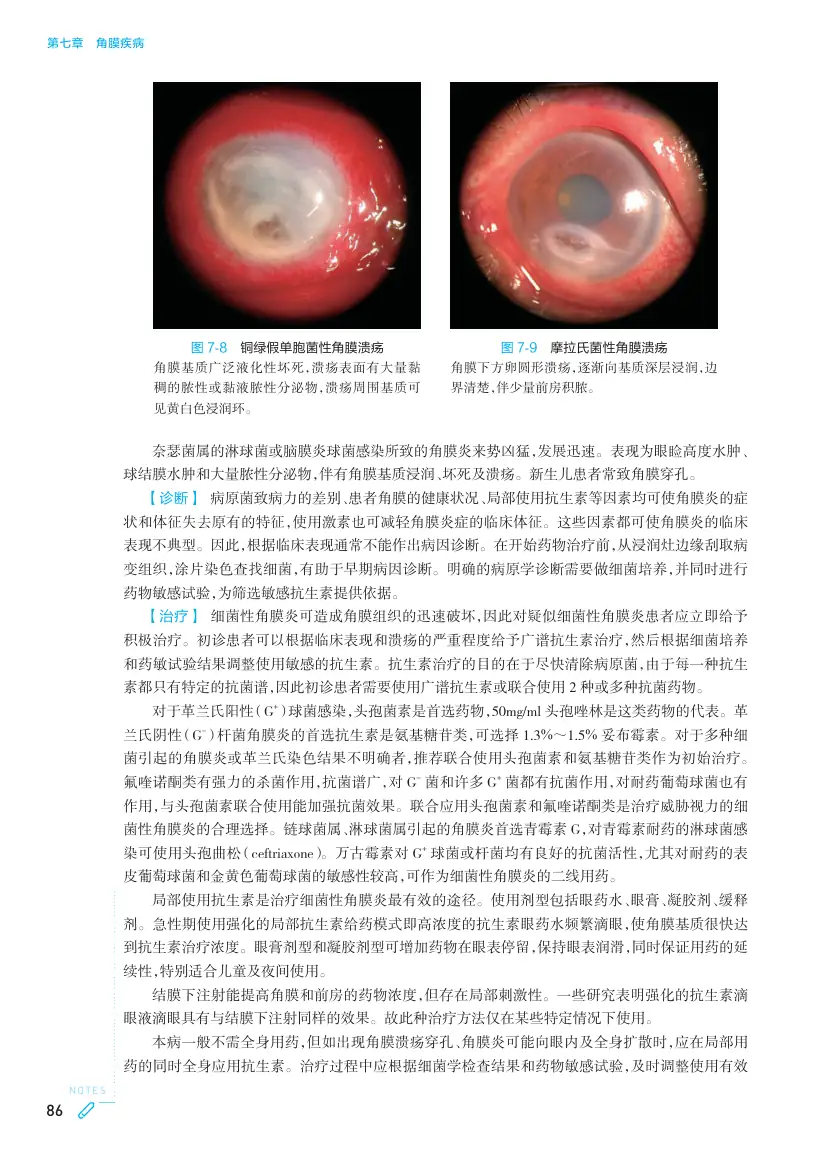 第七章 角膜疾病
图 7-8 铜绿假单胞菌性角膜溃疡
角膜基质广泛液化性坏死,溃疡表面有大量黏
稠的脓性或黏液脓性分泌物,溃疡周围基质可
见黄白色浸润环。
图 7-9 摩拉氏菌性角膜溃疡
角膜下方卵圆形溃疡,逐渐向基质深层浸润,边
界清楚,伴少量前房积脓。
奈瑟菌属的淋球菌或脑膜炎球菌感染所致的角膜炎来势凶猛,发展迅速。表现为眼睑高度水肿、
球结膜水肿和大量脓性分泌物,伴有角膜基质浸润、坏死及溃疡。新生儿患者常致角膜穿孔。
【诊断】 病原菌致病力的差别、患者角膜的健康状况、局部使用抗生素等因素均可使角膜炎的症
状和体征失去原有的特征,使用激素也可减轻角膜炎症的临床体征。这些因素都可使角膜炎的临床
表现不典型。因此,根据临床表现通常不能作出病因诊断。在开始药物治疗前,从浸润灶边缘刮取病
变组织,涂片染色查找细菌,有助于早期病因诊断。明确的病原学诊断需要做细菌培养,并同时进行
药物敏感试验,为筛选敏感抗生素提供依据。
【治疗】 细菌性角膜炎可造成角膜组织的迅速破坏,因此对疑似细菌性角膜炎患者应立即给予
积极治疗。初诊患者可以根据临床表现和溃疡的严重程度给予广谱抗生素治疗,然后根据细菌培养
和药敏试验结果调整使用敏感的抗生素。抗生素治疗的目的在于尽快清除病原菌,由于每一种抗生
素都只有特定的抗菌谱,因此初诊患者需要使用广谱抗生素或联合使用 2 种或多种抗菌药物。
对于革兰氏阳性(G⁺)球菌感染,头孢菌素是首选药物,50mg/ml 头孢唑林是这类药物的代表。革
兰氏阴性(G⁻)杆菌角膜炎的首选抗生素是氨基糖苷类,可选择 1.3%～1.5% 妥布霉素。对于多种细
菌引起的角膜炎或革兰氏染色结果不明确者,推荐联合使用头孢菌素和氨基糖苷类作为初始治疗。
氟喹诺酮类有强力的杀菌作用,抗菌谱广,对 G⁻ 菌和许多 G⁺ 菌都有抗菌作用,对耐药葡萄球菌也有
作用,与头孢菌素联合使用能加强抗菌效果。联合应用头孢菌素和氟喹诺酮类是治疗威胁视力的细
菌性角膜炎的合理选择。链球菌属、淋球菌属引起的角膜炎首选青霉素 G,对青霉素耐药的淋球菌感
染可使用头孢曲松(ceftriaxone)。万古霉素对 G⁺ 球菌或杆菌均有良好的抗菌活性,尤其对耐药的表
皮葡萄球菌和金黄色葡萄球菌的敏感性较高,可作为细菌性角膜炎的二线用药。
局部使用抗生素是治疗细菌性角膜炎最有效的途径。使用剂型包括眼药水、眼膏、凝胶剂、缓释
剂。急性期使用强化的局部抗生素给药模式即高浓度的抗生素眼药水频繁滴眼,使角膜基质很快达
到抗生素治疗浓度。眼膏剂型和凝胶剂型可增加药物在眼表停留,保持眼表润滑,同时保证用药的延
续性,特别适合儿童及夜间使用。
结膜下注射能提高角膜和前房的药物浓度,但存在局部刺激性。一些研究表明强化的抗生素滴
眼液滴眼具有与结膜下注射同样的效果。故此种治疗方法仅在某些特定情况下使用。
本病一般不需全身用药,但如出现角膜溃疡穿孔、角膜炎可能向眼内及全身扩散时,应在局部用
药的同时全身应用抗生素。治疗过程中应根据细菌学检查结果和药物敏感试验,及时调整使用有效
NOTES
86